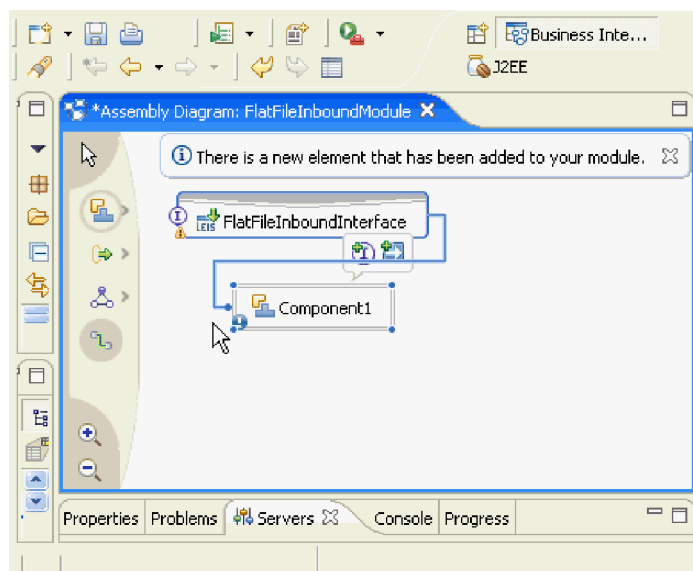 Business Inte...
J2EE
*Assembly Diagram: FlatFileInboundModule
There is a new element that has been added to your module.
EIS FlatFileInboundInterface
Component1
Properties Problems Servers Console Progress